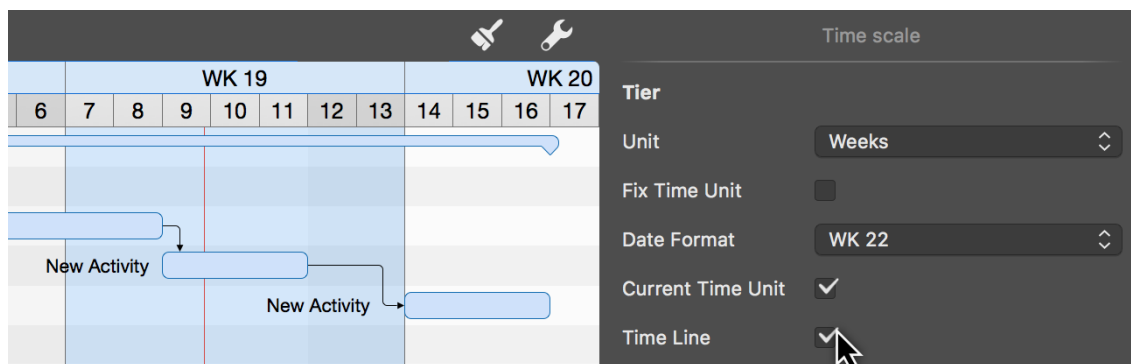 Time scale
WK 19
WK 20
6 7 8 9 10 11 12 13 14 15 16 17
New Activity
New Activity
Tier
Unit Weeks
Fix Time Unit
Date Format WK 22
Current Time Unit
Time Line